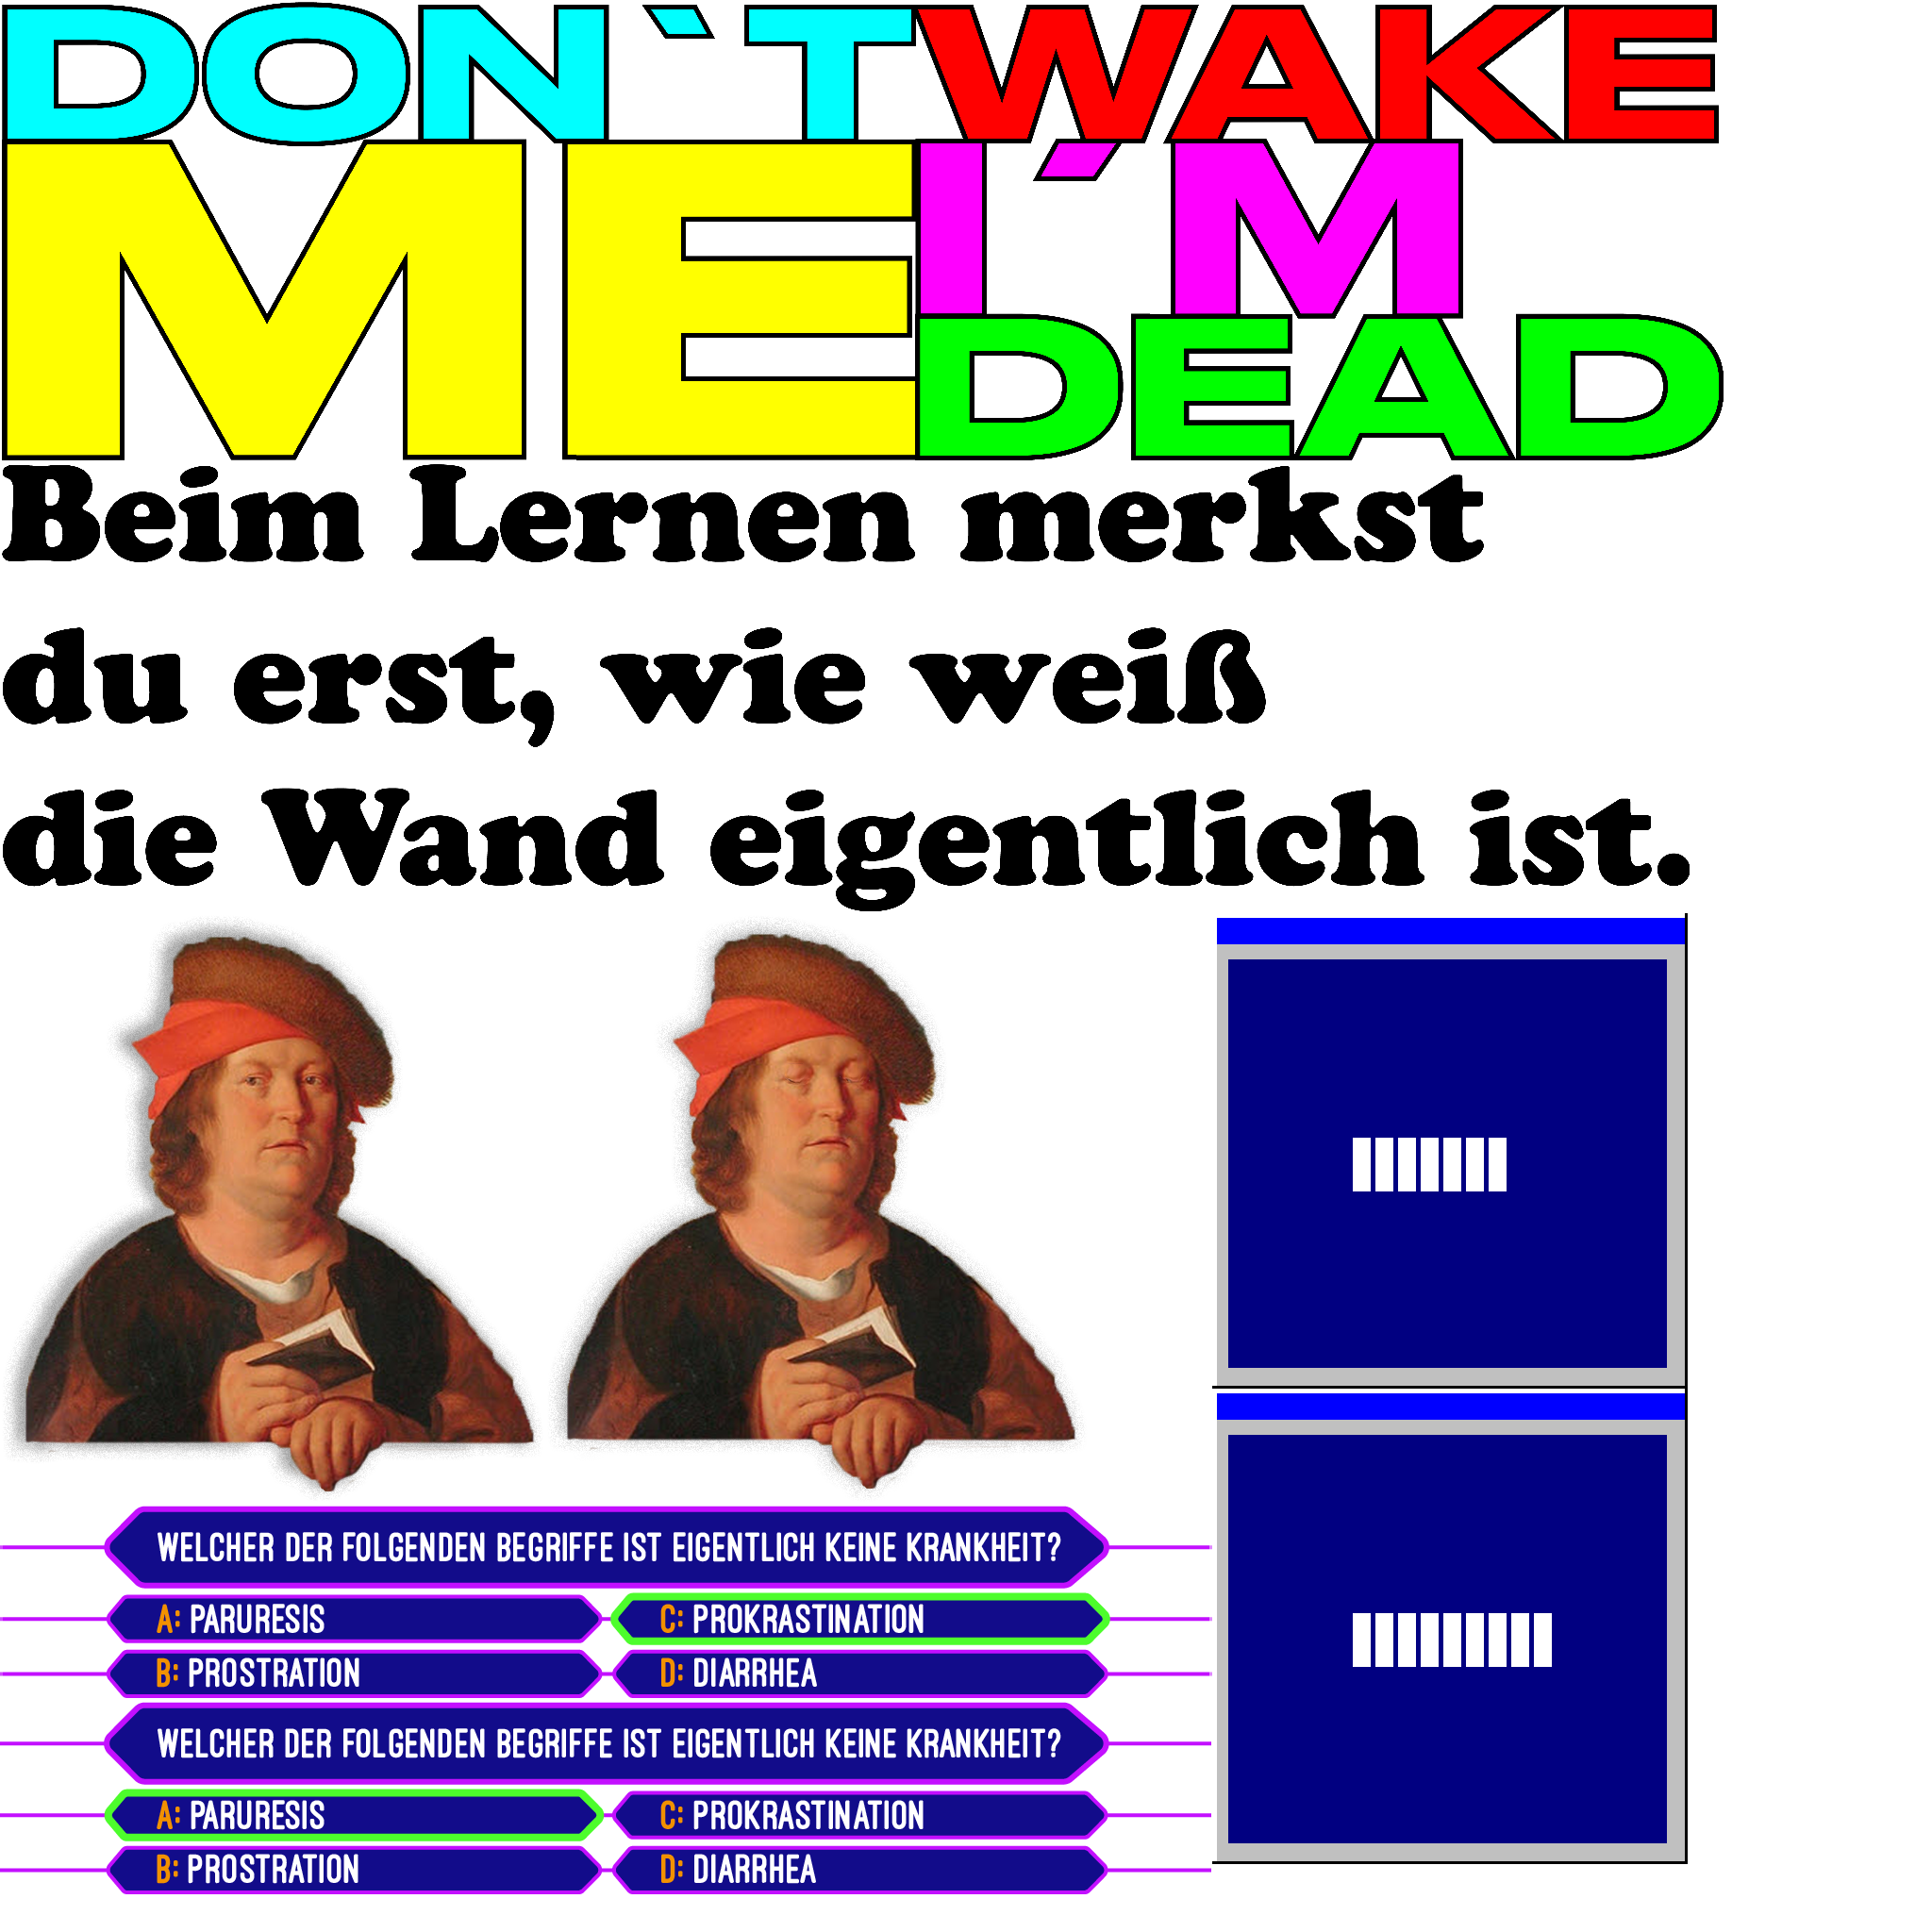 DON`T WAKE
ME I´M
DEAD
Beim Lernen merkst
du erst, wie weiß
die Wand eigentlich ist.
WELCHER DER FOLGENDEN BEGRIFFE IST EIGENTLICH KEINE KRANKHEIT?
A: PARURESIS C: PROKRASTINATION
B: PROSTRATION D: DIARRHEA
WELCHER DER FOLGENDEN BEGRIFFE IST EIGENTLICH KEINE KRANKHEIT?
A: PARURESIS C: PROKRASTINATION
B: PROSTRATION D: DIARRHEA